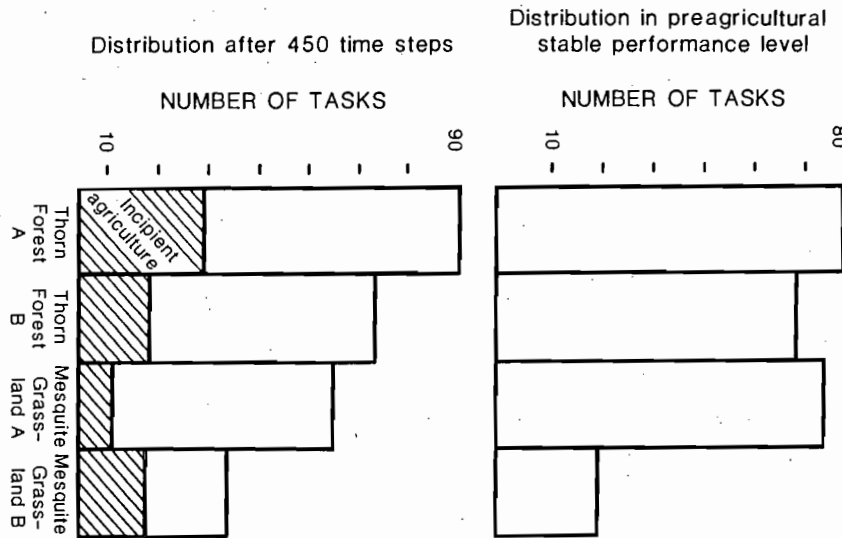 Distribution after 450 time steps
NUMBER OF TASKS
10
90
Incipient
agriculture
Thorn
Forest
A
Thorn
Forest
B
Mesquite
Grass-
land A
Mesquite
Grass-
land B
Distribution in preagricultural
stable performance level
NUMBER OF TASKS
10
80